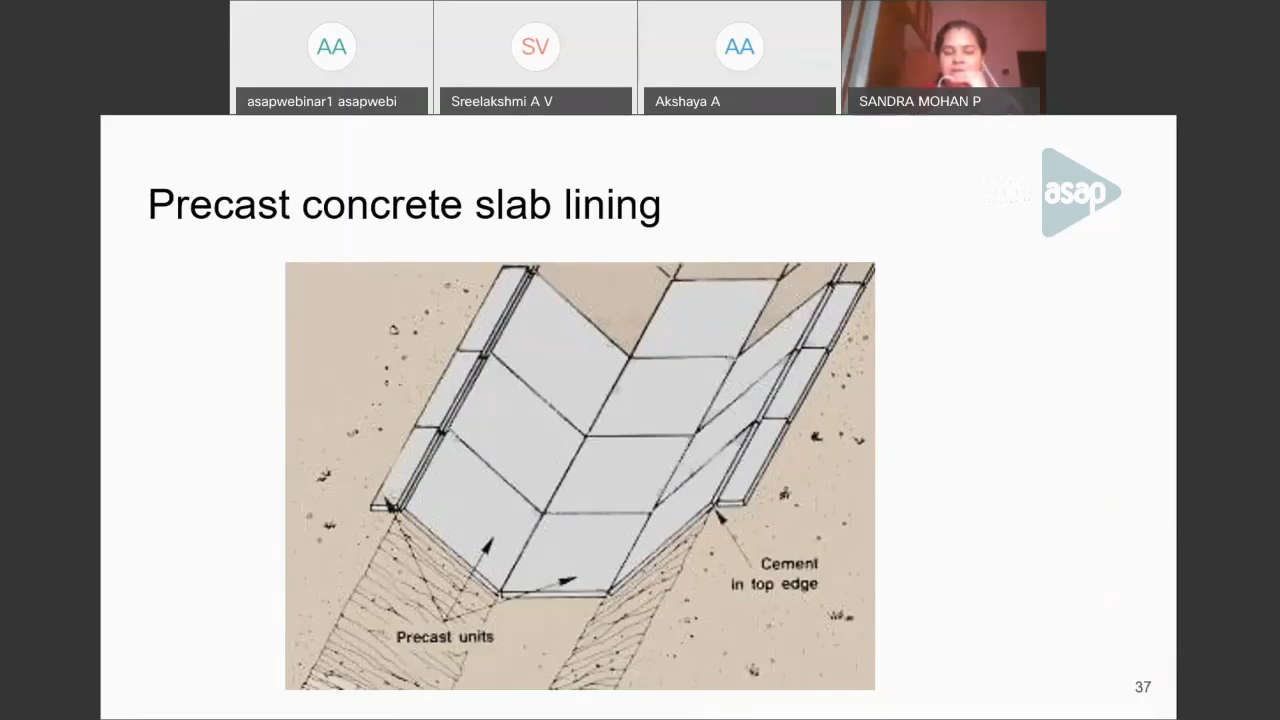 AA
SV
AA
asapwebinar1 asapwebi
Sreelakshmi A V
Akshaya A
SANDRA MOHAN P
asap
Precast concrete slab lining
Cement
in top edge
Precast units
37